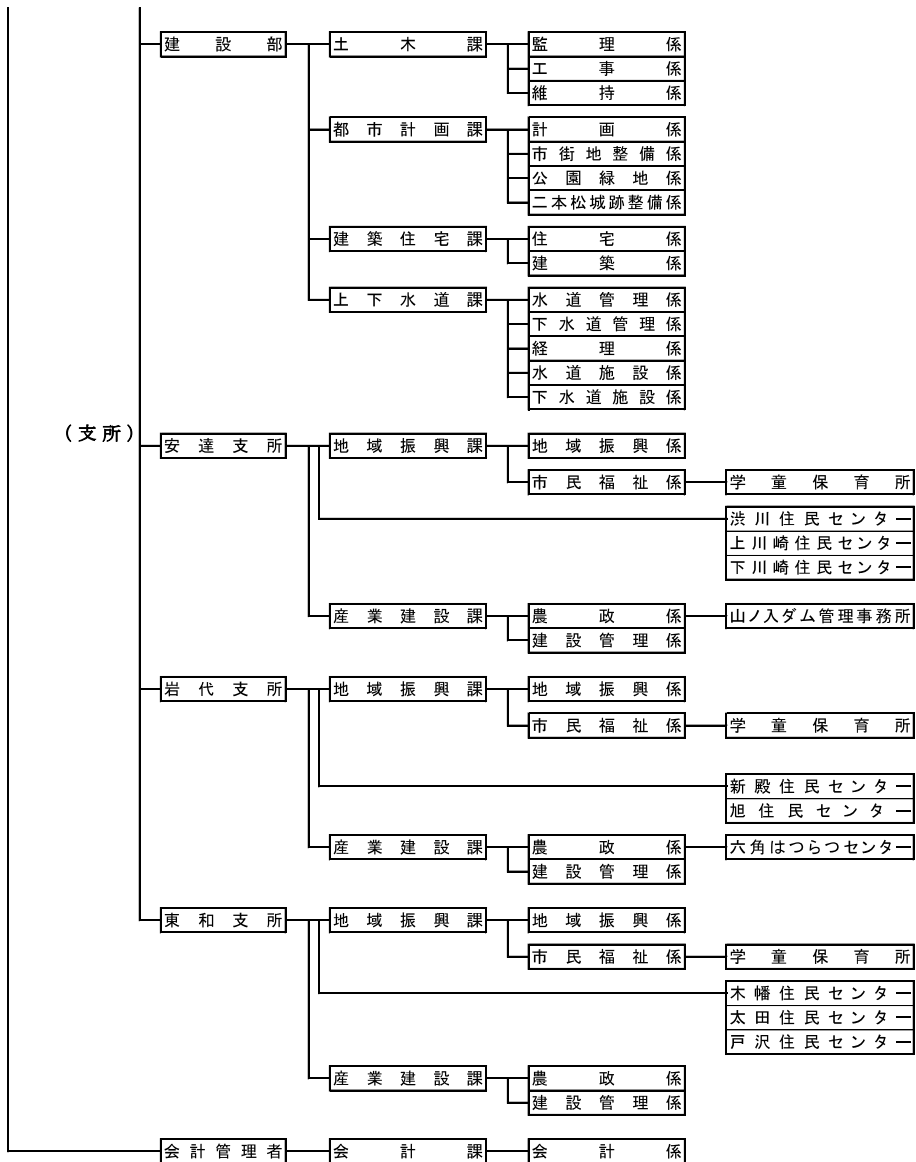 建設部 土木課 監理係
工事係
維持係
都市計画課 計画係
市街地整備係
公園緑地係
二本松城跡整備係
建築住宅課 住宅係
建築係
上下水道課 水道管理係
下水道管理係
経理係
水道施設係
下水道施設係
(支所)
安達支所 地域振興課 地域振興係
市民福祉係 学童保育所
渋川住民センター
上川崎住民センター
下川崎住民センター
産業建設課 農政係 山ノ入ダム管理事務所
建設管理係
岩代支所 地域振興課 地域振興係
市民福祉係 学童保育所
新殿住民センター
旭住民センター
産業建設課 農政係 六角はつらつセンター
建設管理係
東和支所 地域振興課 地域振興係
市民福祉係 学童保育所
木幡住民センター
太田住民センター
戸沢住民センター
産業建設課 農政係
建設管理係
会計管理者 会計課 会計係